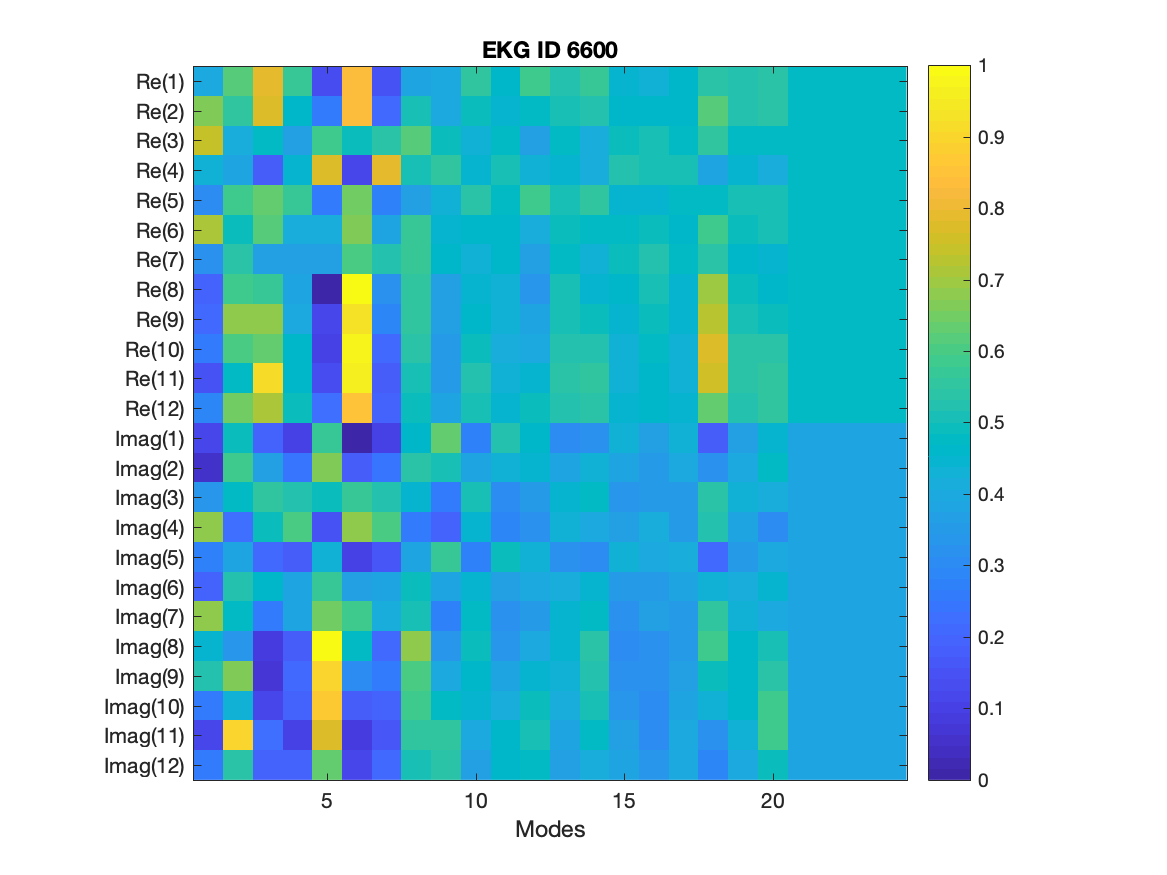 EKG ID 6600
Re(1)
Re(2)
Re(3)
Re(4)
Re(5)
Re(6)
Re(7)
Re(8)
Re(9)
Re(10)
Re(11)
Re(12)
Imag(1)
Imag(2)
Imag(3)
Imag(4)
Imag(5)
Imag(6)
Imag(7)
Imag(8)
Imag(9)
Imag(10)
Imag(11)
Imag(12)
5 10 15 20
Modes
1
0.9
0.8
0.7
0.6
0.5
0.4
0.3
0.2
0.1
0